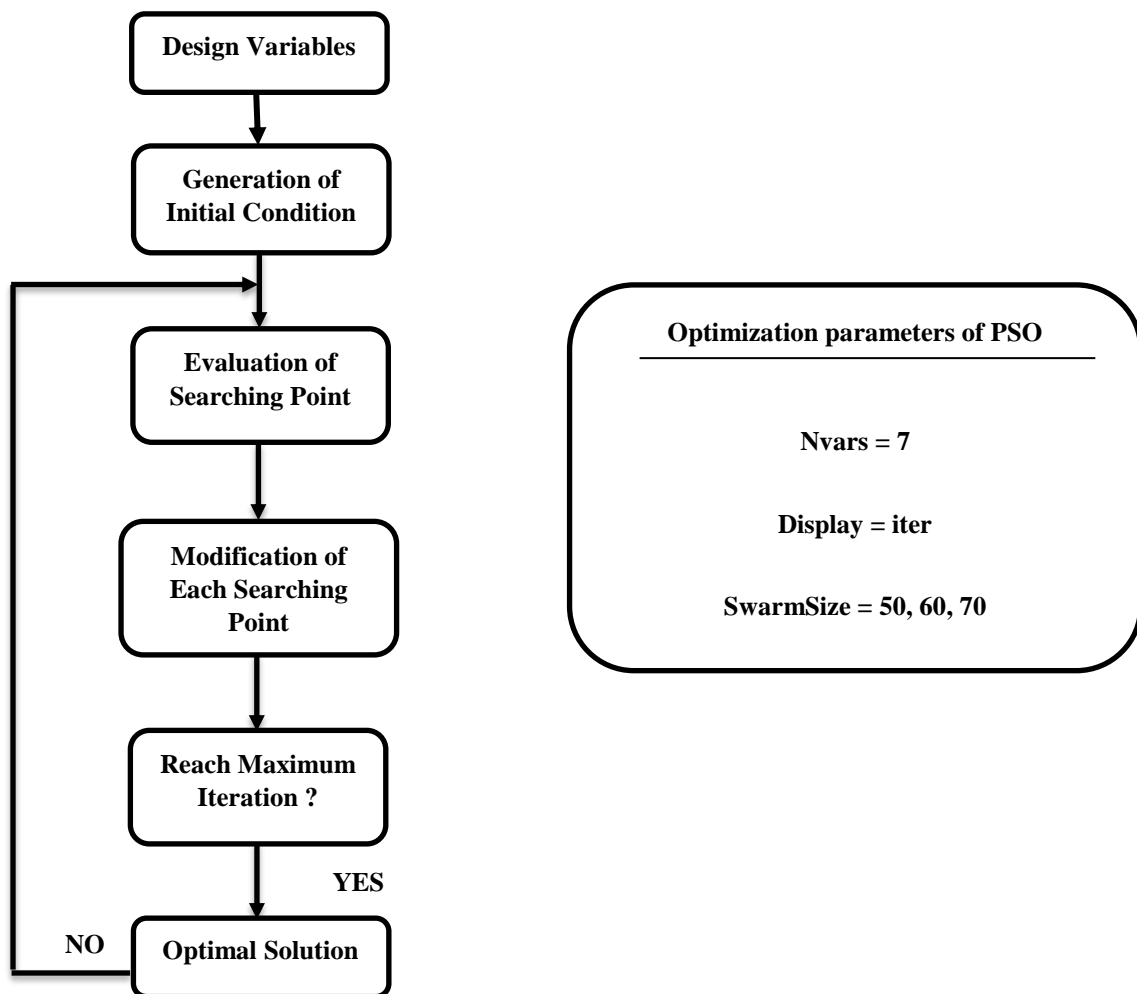 Design Variables
Generation of
Initial Condition
Evaluation of
Searching Point
Modification of
Each Searching
Point
Reach Maximum
Iteration ?
YES
NO
Optimal Solution
Optimization parameters of PSO
Nvars = 7
Display = iter
SwarmSize = 50, 60, 70